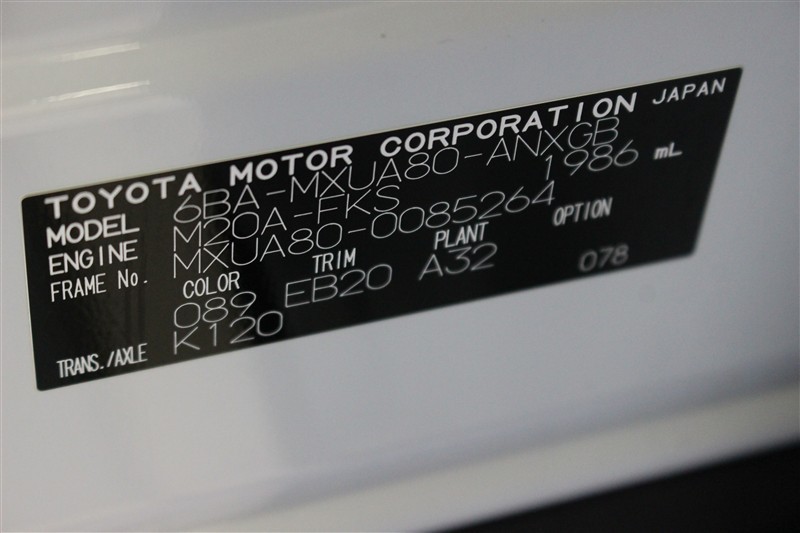 TOYOTA MOTOR CORPORATION JAPAN
MODEL 6BA-MXUA80-ANXGB
ENGINE M20A-FKS 1986 mL
FRAME No. MXUA80-0085264
COLOR TRIM PLANT OPTION
089 EB20 A32 078
TRANS./AXLE K120